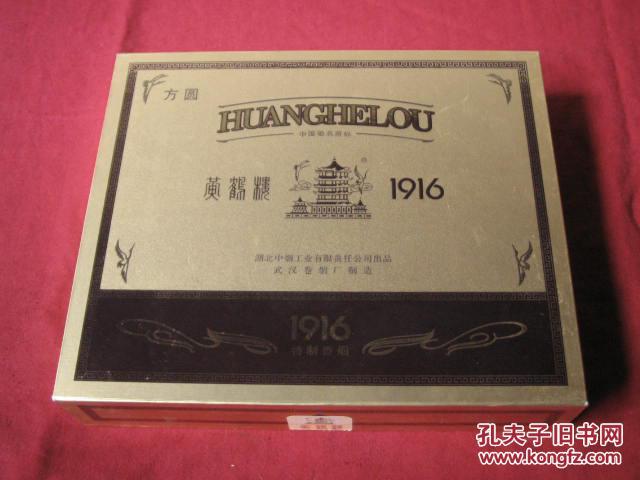 方圆
HUANGHELOU
中国驰名商标
黄鹤楼
®
1916
湖北中烟工业有限责任公司出品
武汉卷烟厂制造
1916
特制香烟
孔夫子旧书网
www.kongfz.com